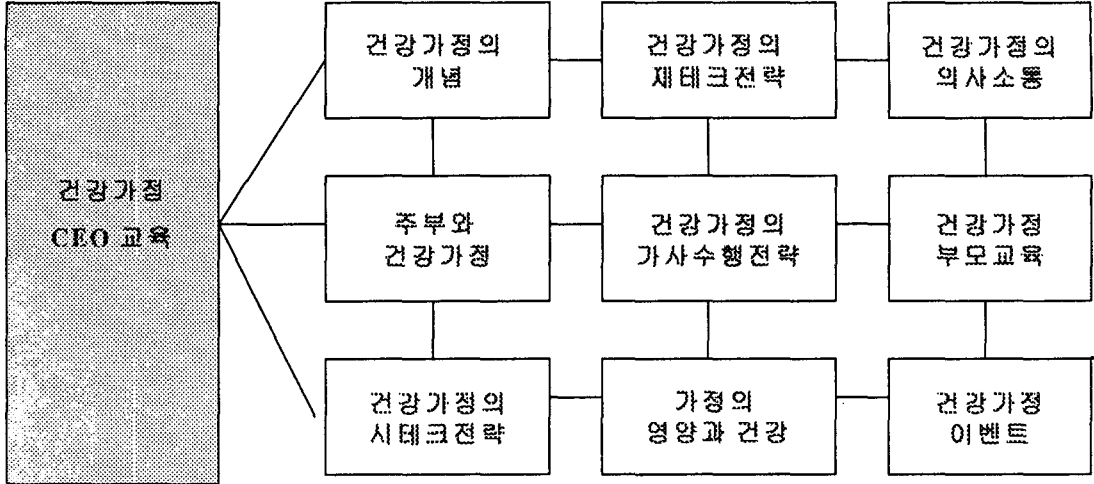 건강가정
CEO 교육
건강가정의
개념
건강가정의
재테크전략
건강가정의
의사소통
주부와
건강가정
건강가정의
가사수행전략
건강가정
부모교육
건강가정의
시테크전략
가정의
영양과 건강
건강가정
이벤트